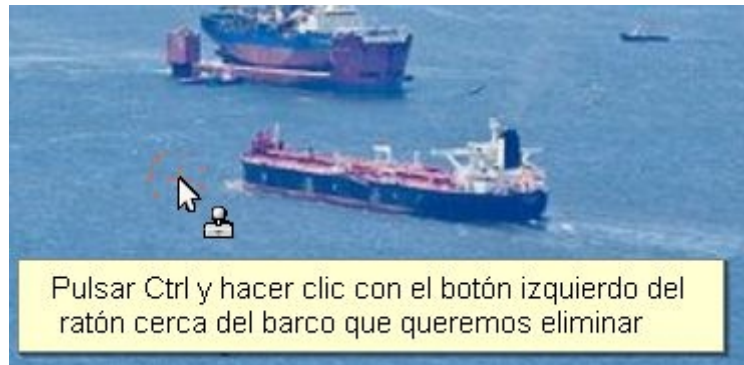 Pulsar Ctrl y hacer clic con el botón izquierdo del
ratón cerca del barco que queremos eliminar